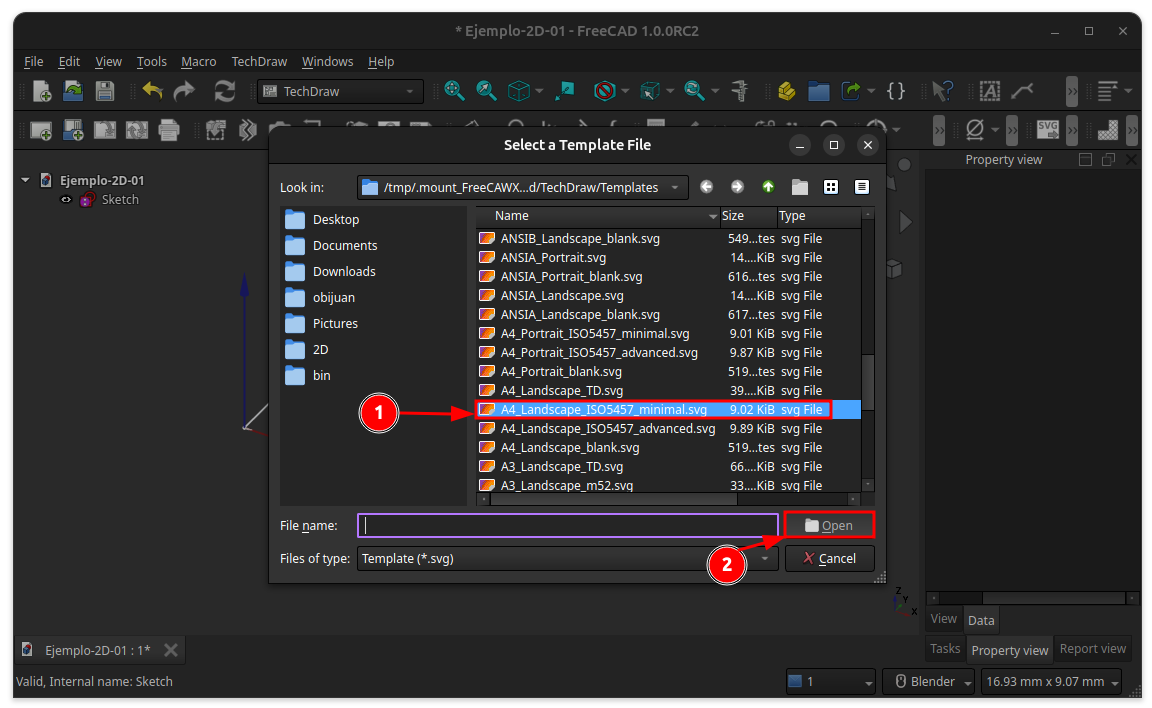 * Ejemplo-2D-01 - FreeCAD 1.0.0RC2
File Edit View Tools Macro TechDraw Windows Help
TechDraw
SVG
Select a Template File
Property view
Look in: /tmp/.mount_FreeCAWX...d/TechDraw/Templates
Ejemplo-2D-01
Sketch
Desktop
Documents
Downloads
obijuan
Pictures
2D
bin
Name Size Type
ANSIB_Landscape_blank.svg 549...tes svg File
ANSIA_Portrait.svg 14....KiB svg File
ANSIA_Portrait_blank.svg 616...tes svg File
ANSIA_Landscape.svg 14....KiB svg File
ANSIA_Landscape_blank.svg 617...tes svg File
A4_Portrait_ISO5457_minimal.svg 9.01 KiB svg File
A4_Portrait_ISO5457_advanced.svg 9.87 KiB svg File
A4_Portrait_blank.svg 519...tes svg File
A4_Landscape_TD.svg 39....KiB svg File
1 A4_Landscape_ISO5457_minimal.svg 9.02 KiB svg File
A4_Landscape_ISO5457_advanced.svg 9.89 KiB svg File
A4_Landscape_blank.svg 519...tes svg File
A3_Landscape_TD.svg 66....KiB svg File
A3_Landscape_m52.svg 33....KiB svg File
File name: Open
Files of type: Template (*.svg) 2 Cancel
Z
Y
X
View Data
Ejemplo-2D-01 : 1* Tasks Property view Report view
Valid, Internal name: Sketch 1 Blender 16.93 mm x 9.07 mm